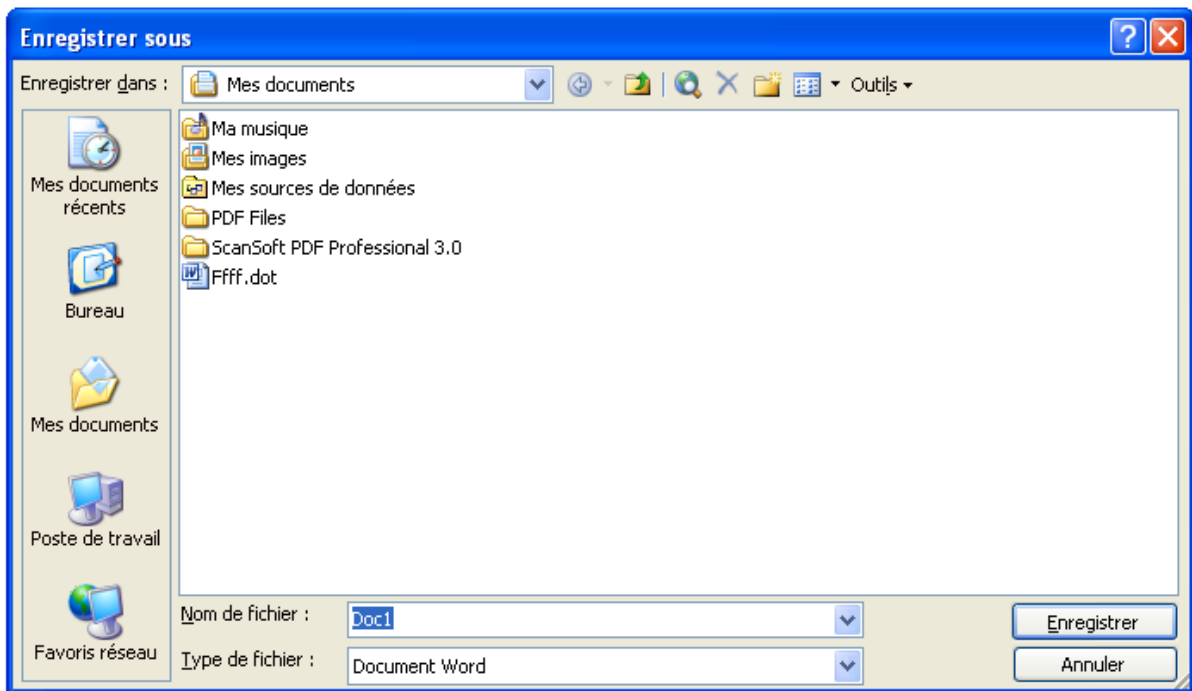 Enregistrer sous
Enregistrer dans : Mes documents Outils
Mes documents
récents
Bureau
Mes documents
Poste de travail
Favoris réseau
Ma musique
Mes images
Mes sources de données
PDF Files
ScanSoft PDF Professional 3.0
Ffff.dot
Nom de fichier : Doc1 Enregistrer
Type de fichier : Document Word Annuler